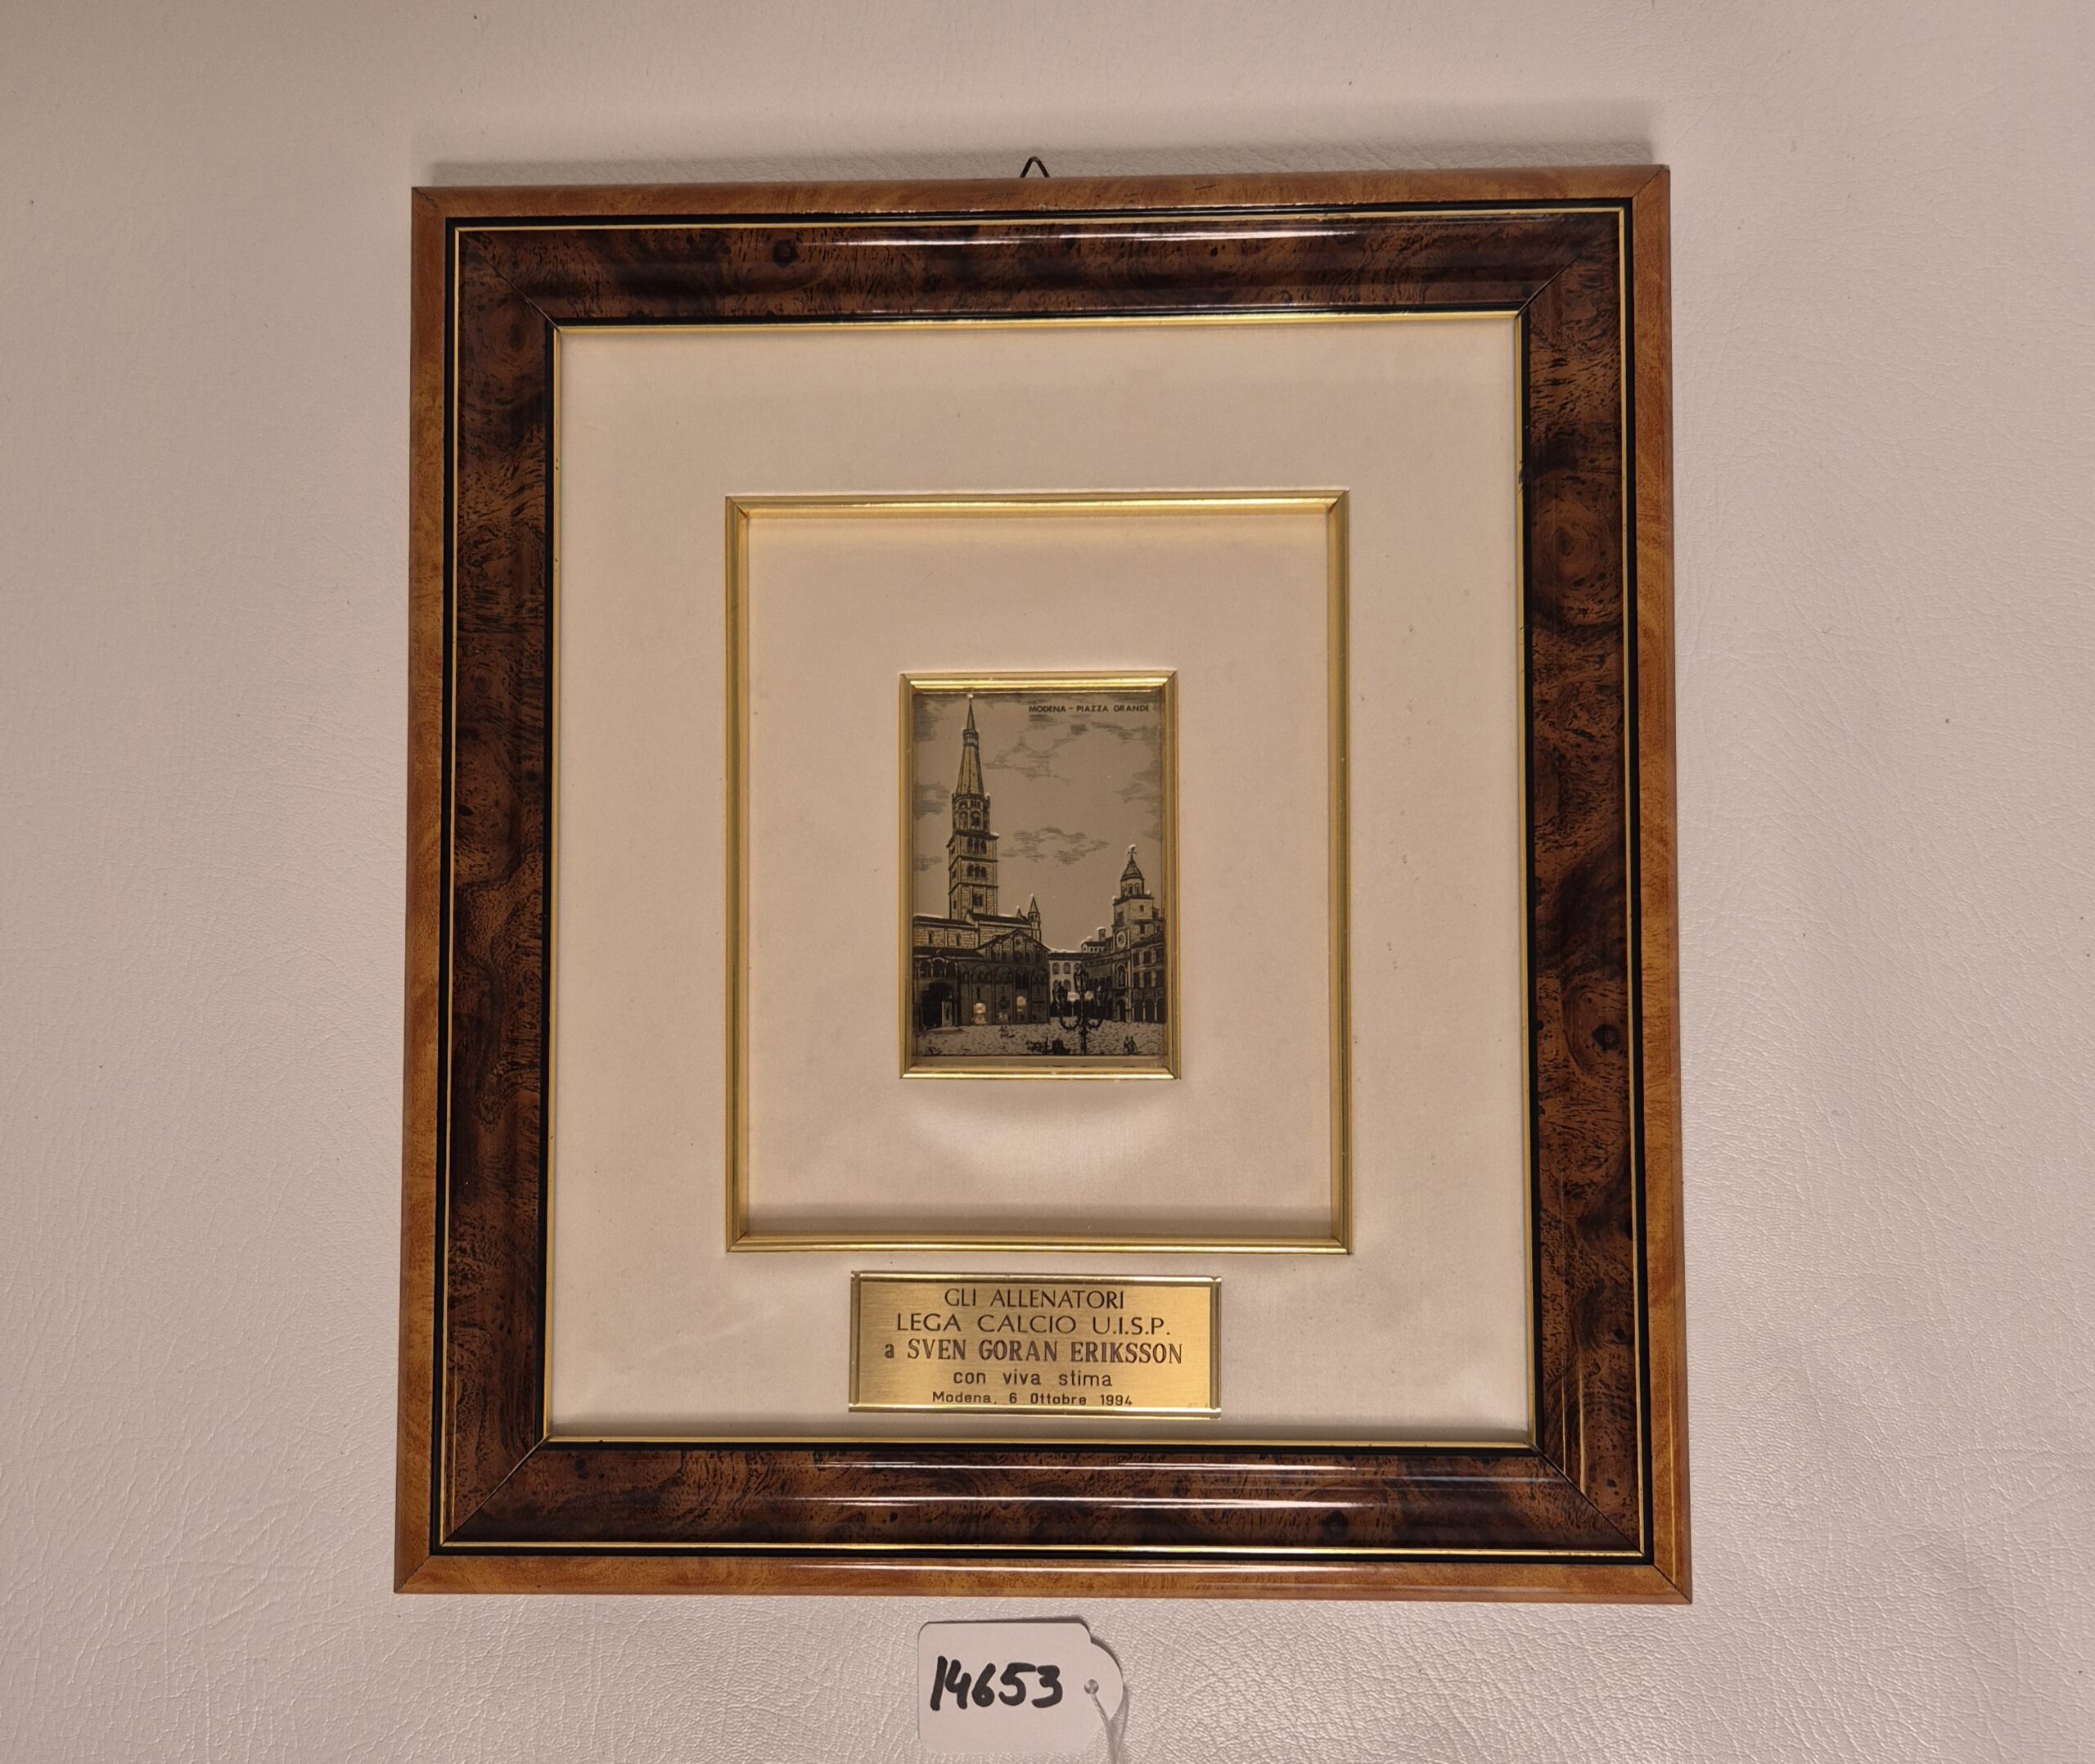 MODENA - PIAZZA GRANDE
GLI ALLENATORI
LEGA CALCIO U.I.S.P.
a SVEN GORAN ERIKSSON
con viva stima
Modena, 6 Ottobre 1994
14653